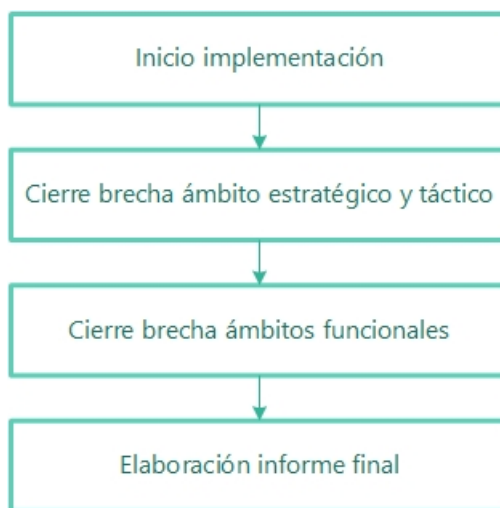 Inicio implementación
Cierre brecha ámbito estratégico y táctico
Cierre brecha ámbitos funcionales
Elaboración informe final